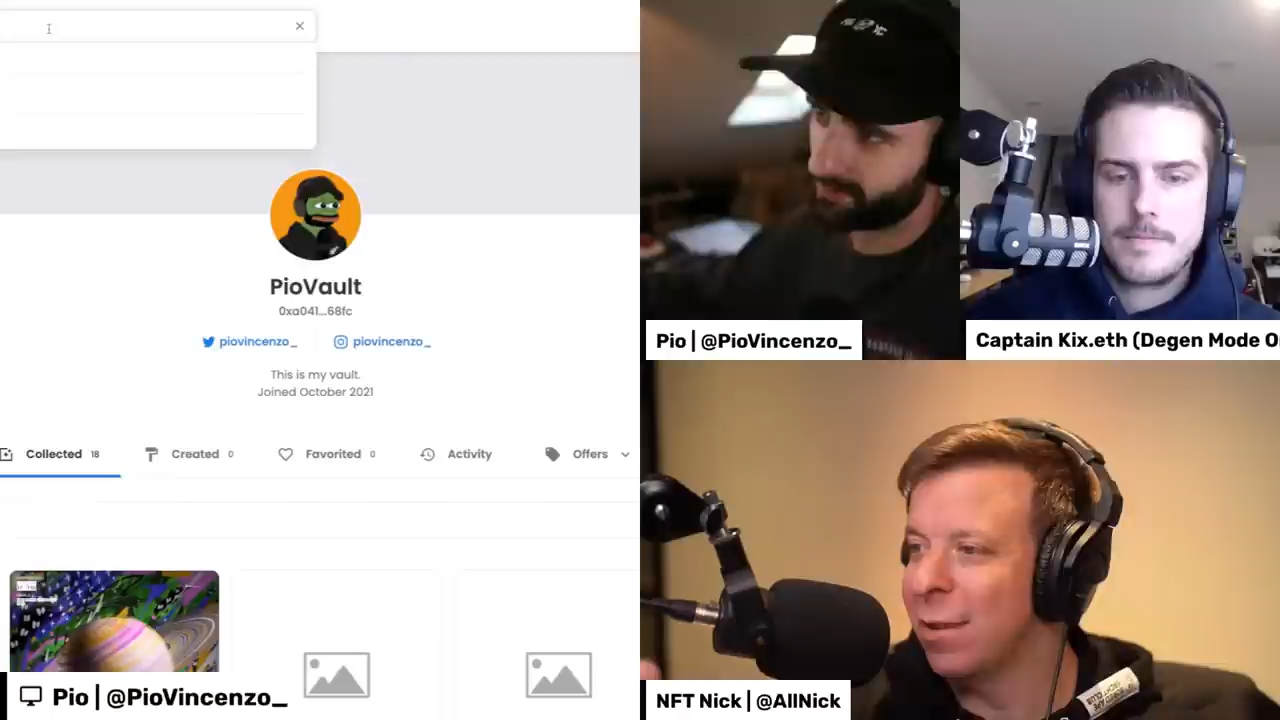 PioVault
0xa041...68fc
piovincenzo_
piovincenzo_
This is my vault.
Joined October 2021
Collected 18
Created 0
Favorited 0
Activity
Offers
Pio | @PioVincenzo_
Pio | @PioVincenzo_
Captain Kix.eth (Degen Mode O
NFT Nick | @AllNick